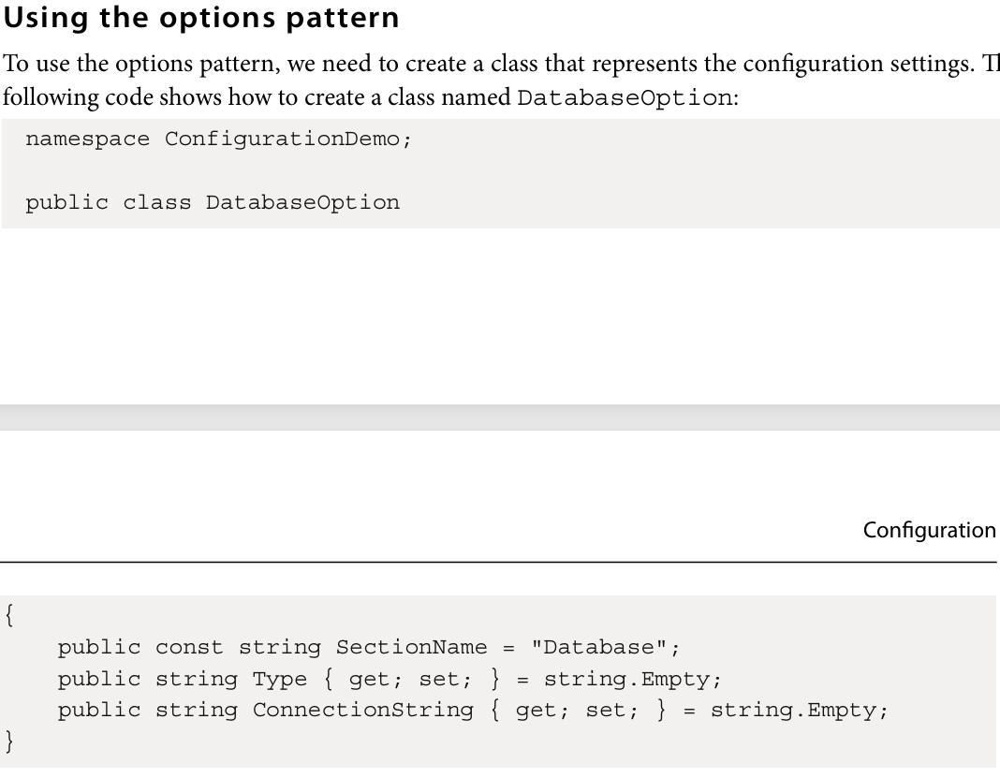 Using the options pattern
To use the options pattern, we need to create a class that represents the configuration settings.
following code shows how to create a class named DatabaseOption:
namespace ConfigurationDemo;
public class DatabaseOption
Configuration
{
    public const string SectionName = "Database";
    public string Type { get; set; } = string.Empty;
    public string ConnectionString { get; set; } = string.Empty;
}